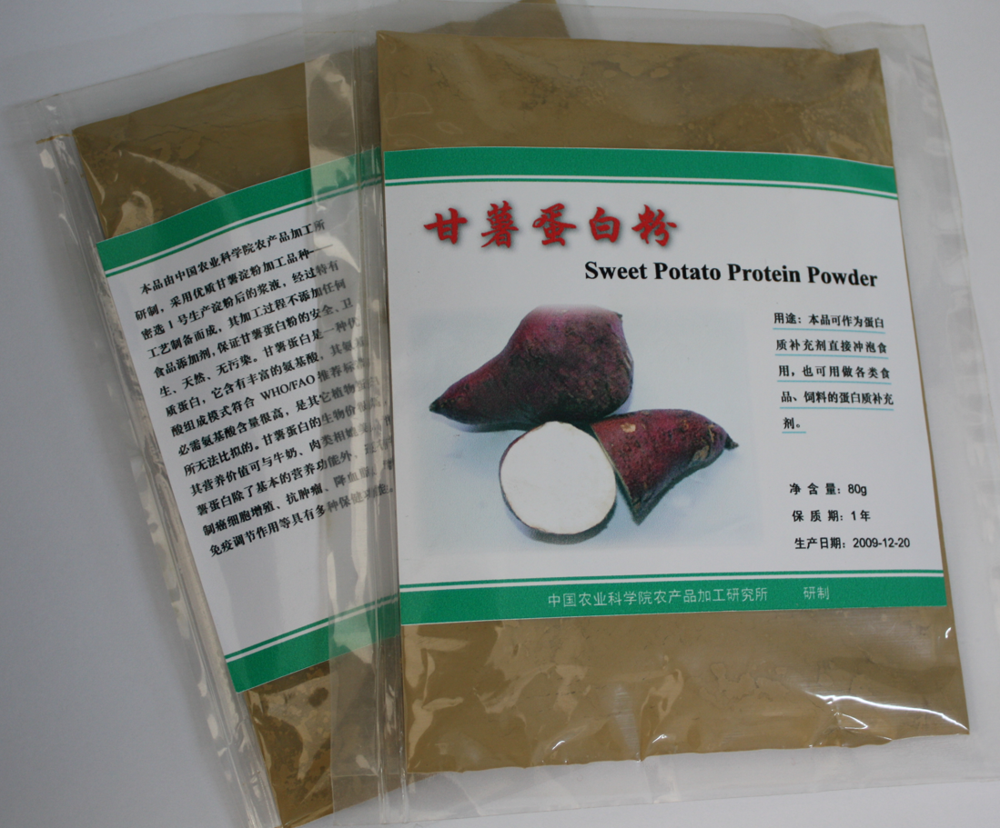 本品由中国农业科学院农产品加工所
研制，采用优质甘薯淀粉加工品种——
密选1号生产淀粉后的浆液，经过特有
工艺制备而成，其加工过程不添加任何
食品添加剂，保证甘薯蛋白粉的安全、卫
生、天然、无污染。甘薯蛋白是一种优
质蛋白，它含有丰富的氨基酸，其氨基
酸组成模式符合 WHO/FAO 推荐标
必需氨基酸含量很高，是其它植物
所无法比拟的。甘薯蛋白的生物价很高，
其营养价值可与牛奶、肉类相媲
薯蛋白除了基本的营养功能外，
制癌细胞增殖、抗肿瘤、降血脂、
免疫调节作用等具有多种保健功能。
甘薯蛋白粉
Sweet Potato Protein Powder
用途：本品可作为蛋白
质补充剂直接冲泡食
用，也可用做各类食
品、饲料的蛋白质补充
剂。
净 含 量：80g
保 质 期：1 年
生产日期：2009-12-20
中国农业科学院农产品加工研究所 研制